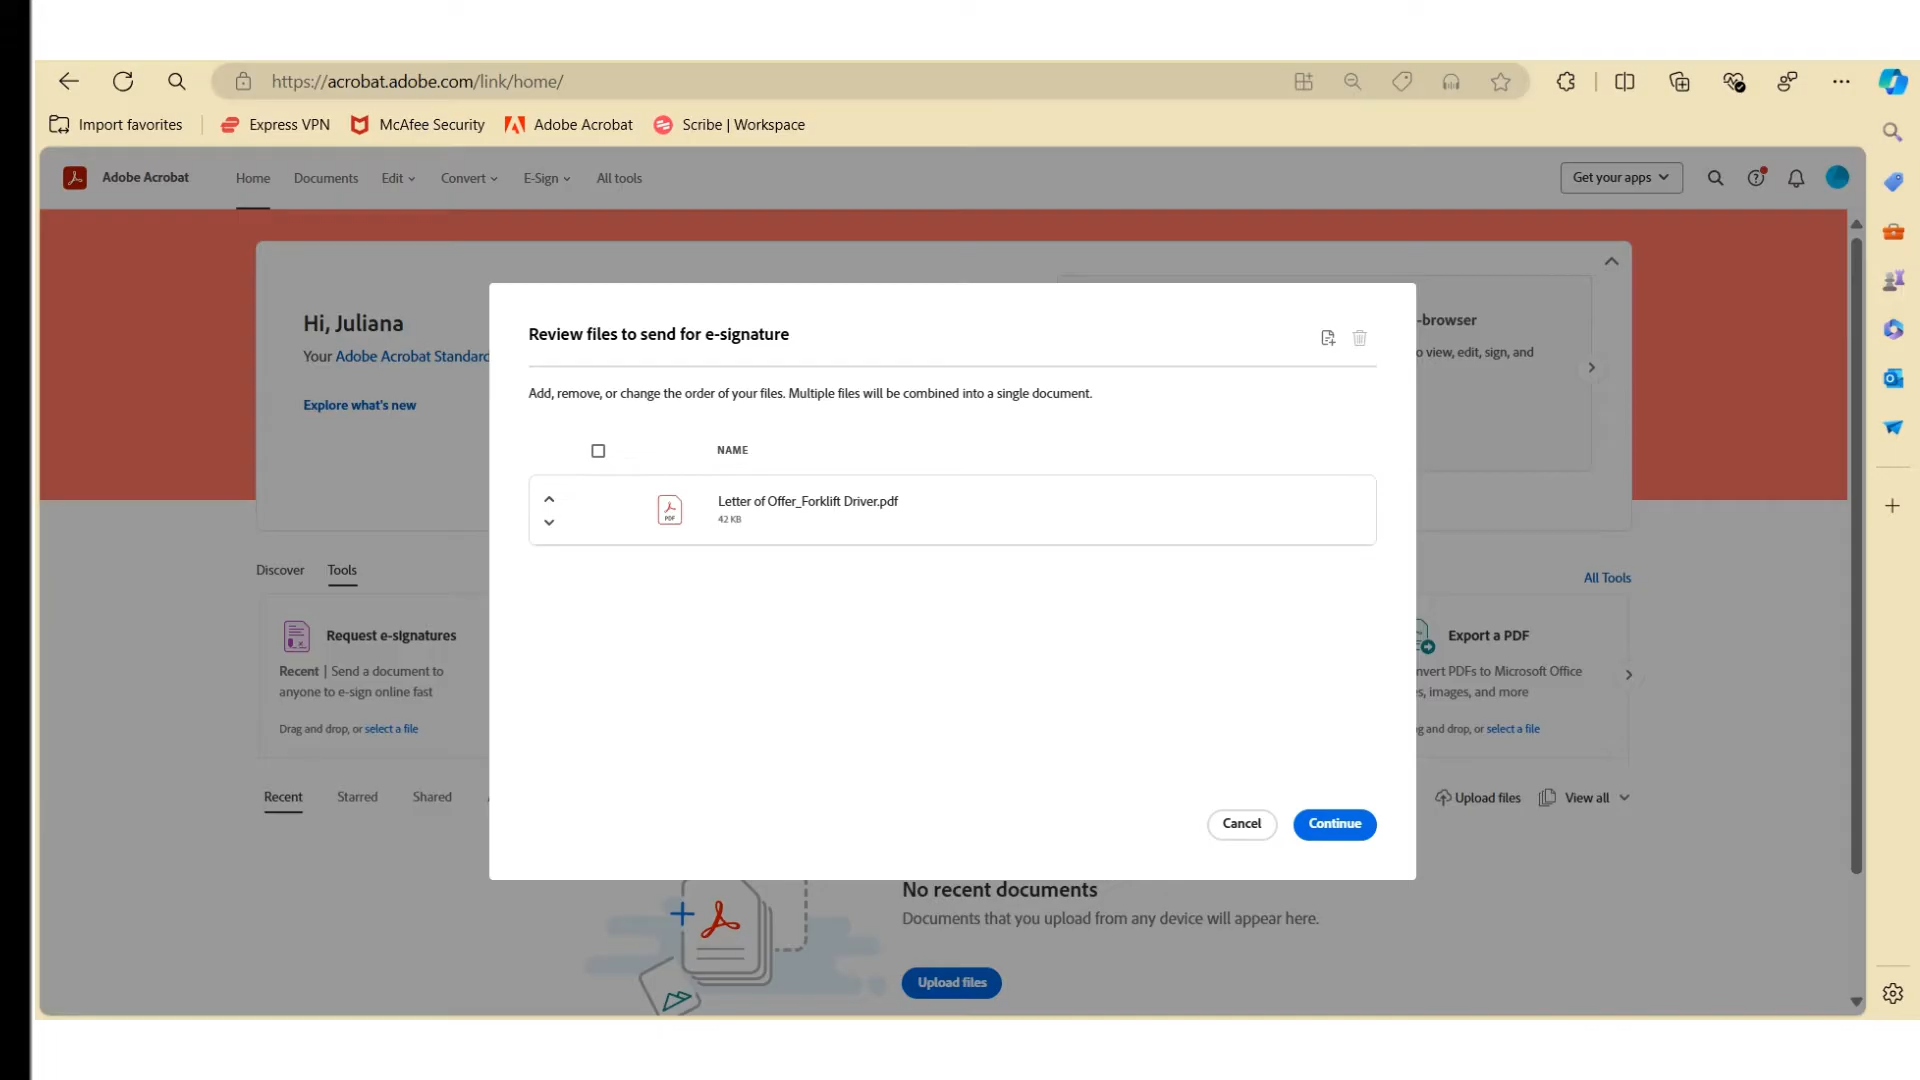 https://acrobat.adobe.com/link/home/
Import favorites
Express VPN
McAfee Security
Adobe Acrobat
Scribe | Workspace
Adobe Acrobat
Home
Documents
Edit
Convert
E-Sign
All tools
Get your apps
Hi, Juliana
Your Adobe Acrobat Standard
Explore what's new
-browser
o view, edit, sign, and
Review files to send for e-signature
Add, remove, or change the order of your files. Multiple files will be combined into a single document.
NAME
PDF
Letter of Offer_Forklift Driver.pdf
42 KB
Cancel
Continue
Discover
Tools
All Tools
Request e-signatures
Recent | Send a document to
anyone to e-sign online fast
Drag and drop, or select a file
Export a PDF
nvert PDFs to Microsoft Office
s, images, and more
g and drop, or select a file
Recent
Starred
Shared
Upload files
View all
No recent documents
Documents that you upload from any device will appear here.
Upload files